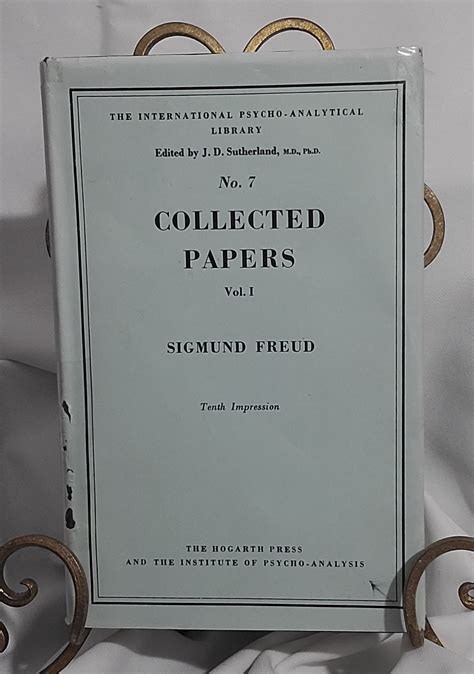 THE INTERNATIONAL PSYCHO-ANALYTICAL
LIBRARY
Edited by J. D. Sutherland, M.D., Ph.D.
No. 7
COLLECTED
PAPERS
Vol. I
SIGMUND FREUD
Tenth Impression
THE HOGARTH PRESS
AND THE INSTITUTE OF PSYCHO-ANALYSIS